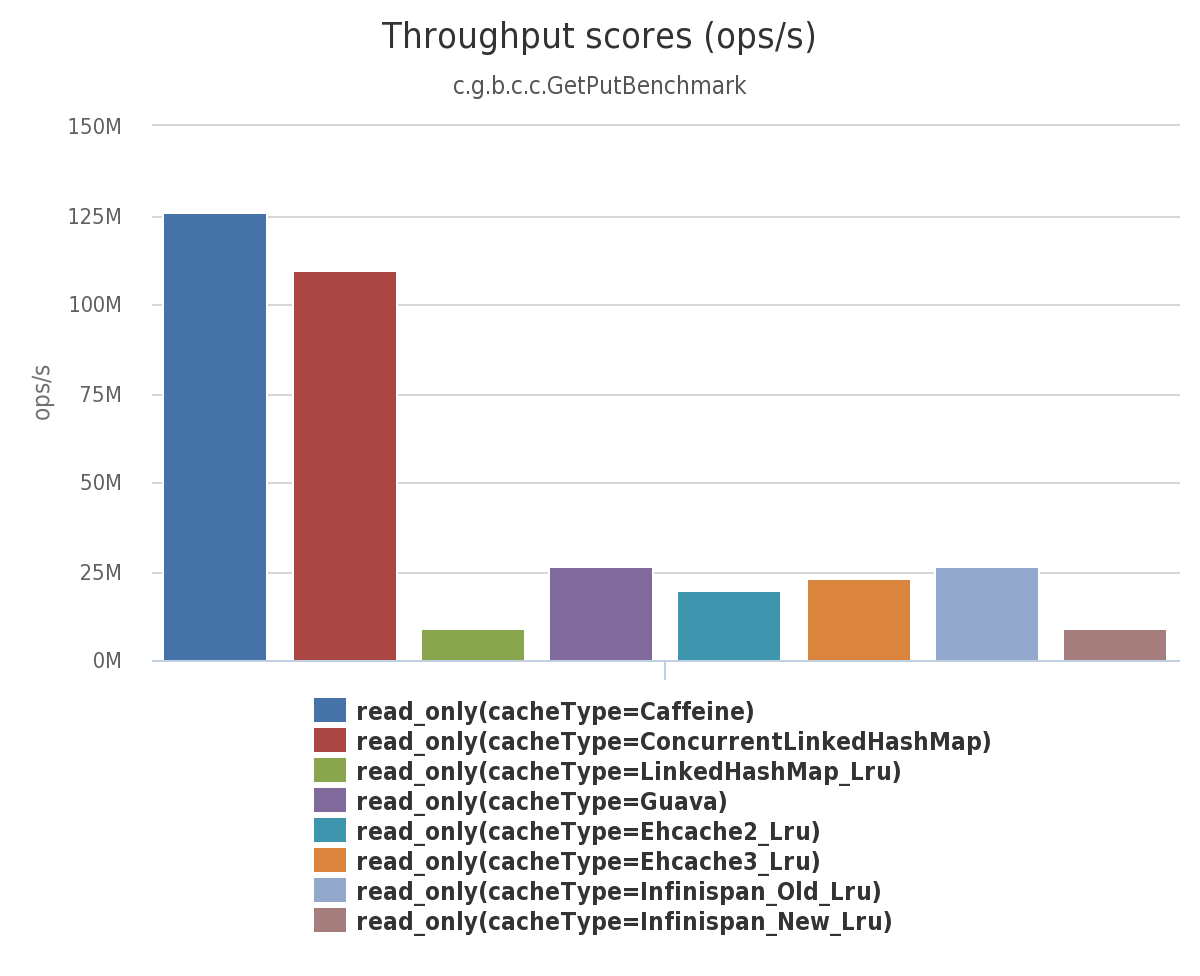 Throughput scores (ops/s)
c.g.b.c.c.GetPutBenchmark
150M
125M
100M
75M
50M
25M
0M
ops/s
read_only(cacheType=Caffeine)
read_only(cacheType=ConcurrentLinkedHashMap)
read_only(cacheType=LinkedHashMap_Lru)
read_only(cacheType=Guava)
read_only(cacheType=Ehcache2_Lru)
read_only(cacheType=Ehcache3_Lru)
read_only(cacheType=Infinispan_Old_Lru)
read_only(cacheType=Infinispan_New_Lru)